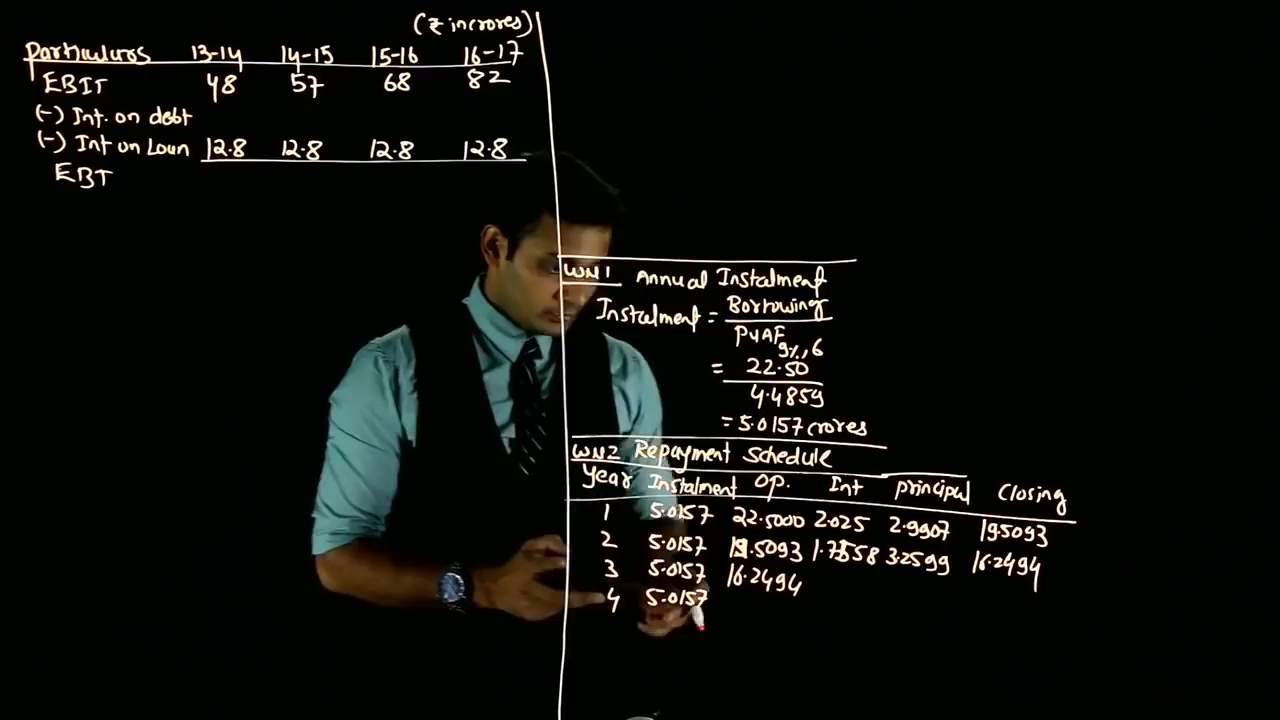 (₹ in crores)
Particulars 13-14 14-15 15-16 16-17
EBIT 48 57 68 82
(-) Int. on debt
(-) Int on Loan 12.8 12.8 12.8 12.8
EBT
WN1 Annual Instalment
Instalment = Borrowing
PVAF 9%, 6
= 22.50
4.4859
= 5.0157 crores
WN2 Repayment Schedule
Year Instalment Op. Int principal Closing
1 5.0157 22.5000 2.025 2.9907 19.5093
2 5.0157 19.5093 1.7558 3.2599 16.2494
3 5.0157 16.2494
4 5.0157